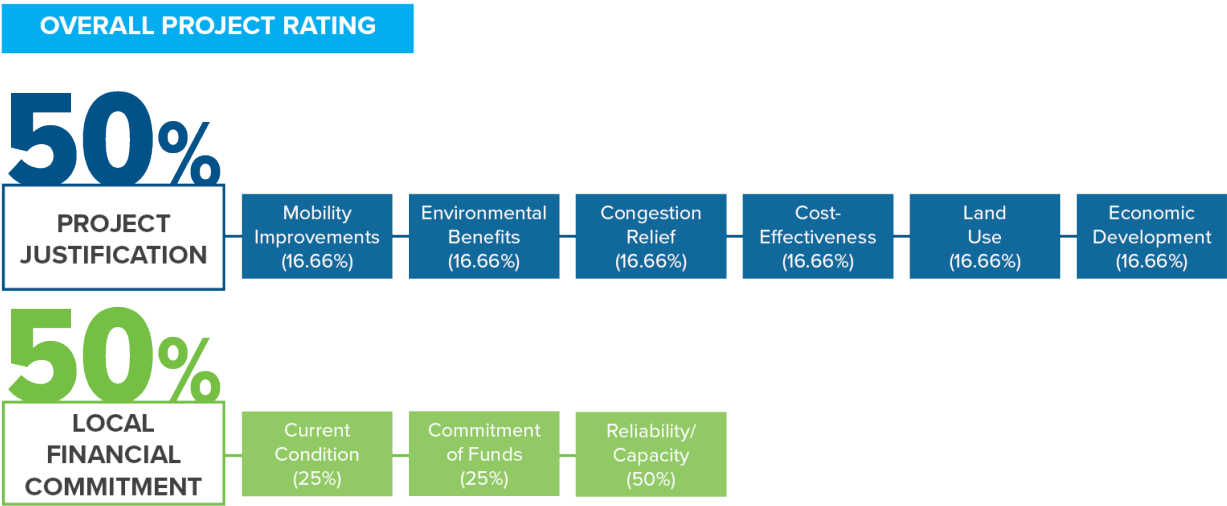 OVERALL PROJECT RATING
50%
PROJECT
JUSTIFICATION
Mobility
Improvements
(16.66%)
Environmental
Benefits
(16.66%)
Congestion
Relief
(16.66%)
Cost-
Effectiveness
(16.66%)
Land
Use
(16.66%)
Economic
Development
(16.66%)
50%
LOCAL
FINANCIAL
COMMITMENT
Current
Condition
(25%)
Commitment
of Funds
(25%)
Reliability/
Capacity
(50%)